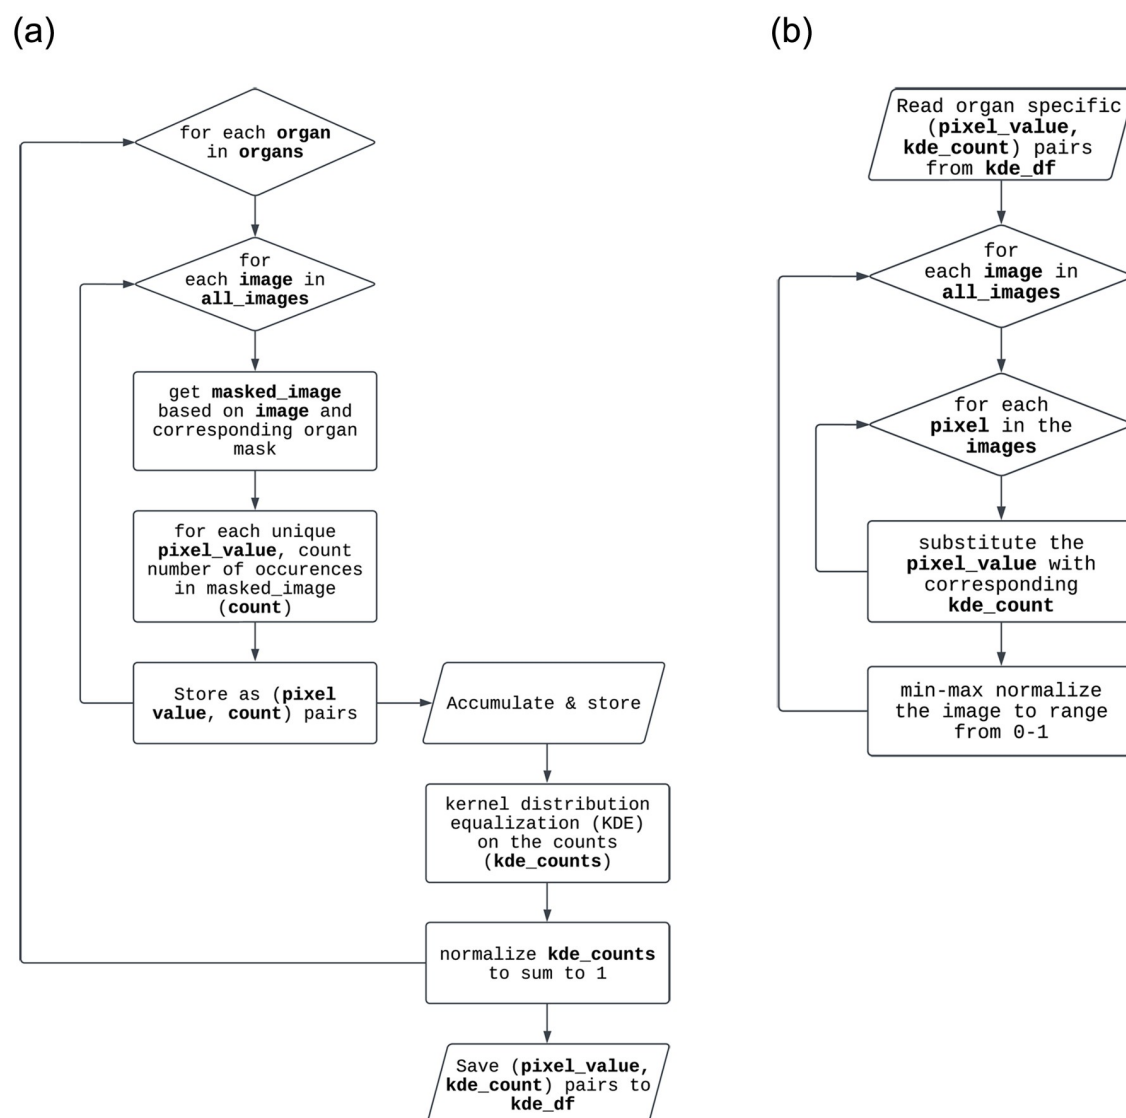 (a)
for each organ
in organs
for
each image in
all_images
get masked_image
based on image and
corresponding organ
mask
for each unique
pixel_value, count
number of occurences
in masked_image
(count)
Store as (pixel
value, count) pairs
Accumulate & store
kernel distribution
equalization (KDE)
on the counts
(kde_counts)
normalize kde_counts
to sum to 1
Save (pixel_value,
kde_count) pairs to
kde_df
(b)
Read organ specific
(pixel_value,
kde_count) pairs
from kde_df
for
each image in
all_images
for each
pixel in the
images
substitute the
pixel_value with
corresponding
kde_count
min-max normalize
the image to range
from 0-1